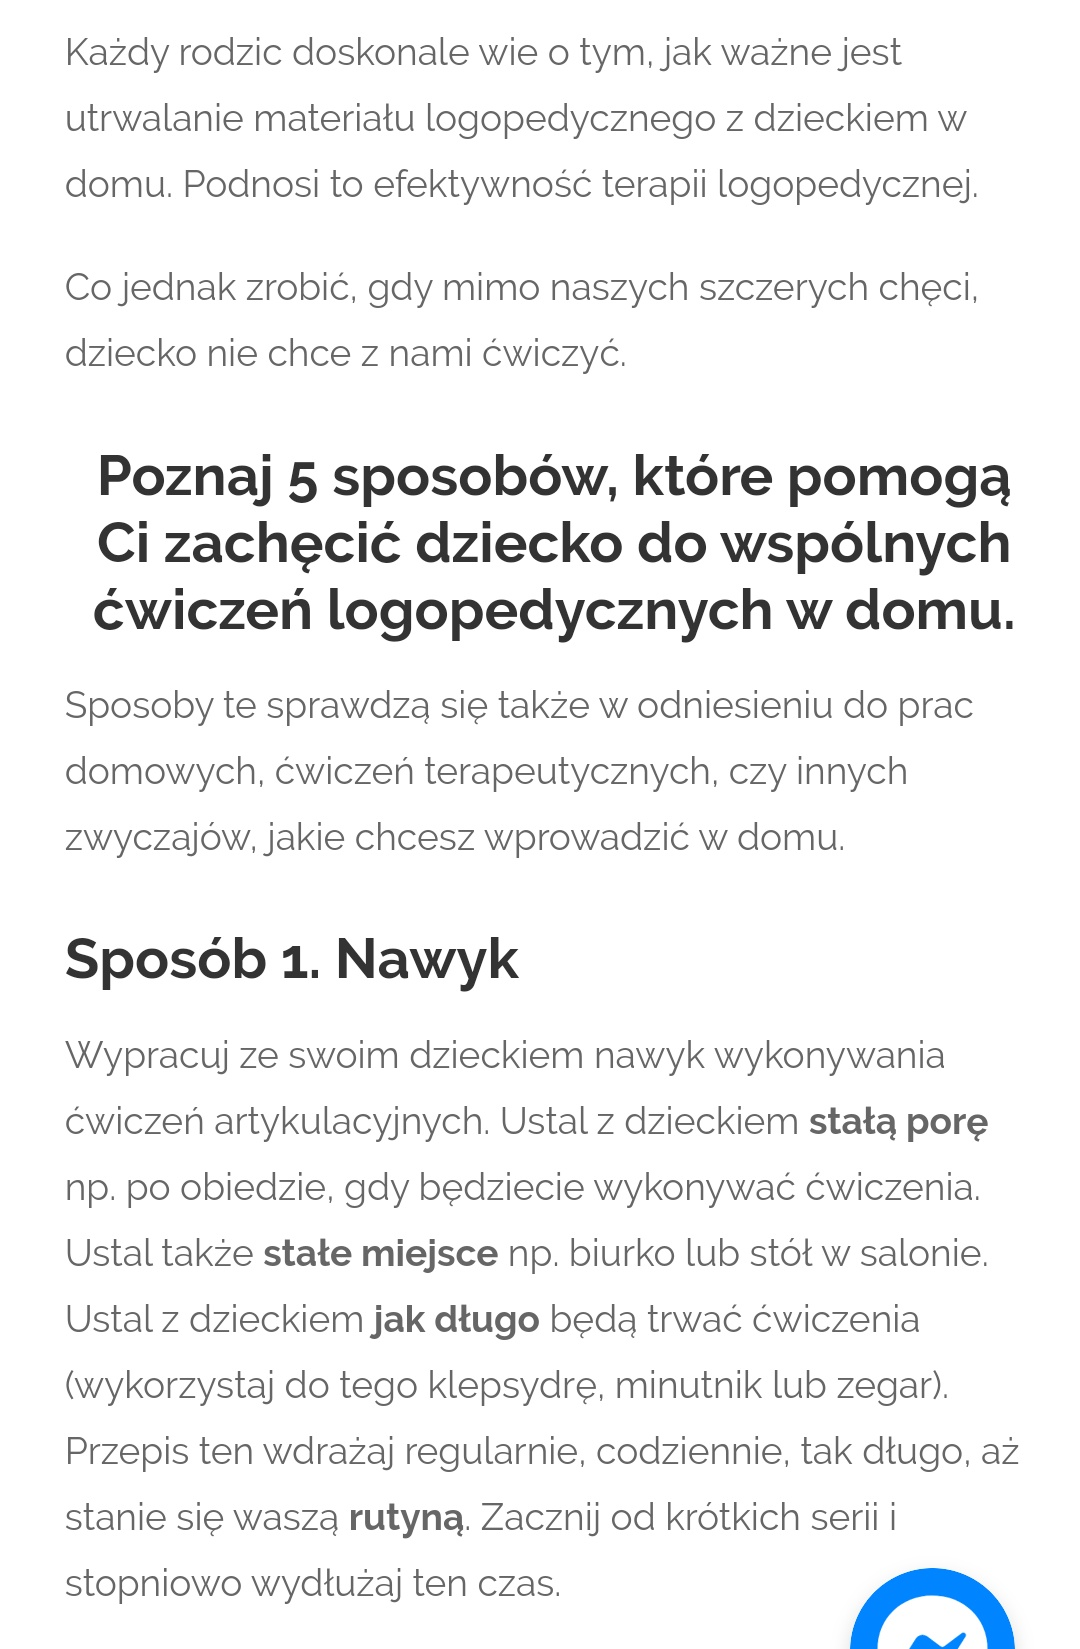 Każdy rodzic doskonale wie o tym, jak ważne jest
utrwalanie materiału logopedycznego z dzieckiem w
domu. Podnosi to efektywność terapii logopedycznej.
Co jednak zrobić, gdy mimo naszych szczerych chęci,
dziecko nie chce z nami ćwiczyć.
Poznaj 5 sposobów, które pomogą
Ci zachęcić dziecko do wspólnych
ćwiczeń logopedycznych w domu.
Sposoby te sprawdzą się także w odniesieniu do prac
domowych, ćwiczeń terapeutycznych, czy innych
zwyczajów, jakie chcesz wprowadzić w domu.
Sposób 1. Nawyk
Wypracuj ze swoim dzieckiem nawyk wykonywania
ćwiczeń artykulacyjnych. Ustal z dzieckiem stałą porę
np. po obiedzie, gdy będziecie wykonywać ćwiczenia.
Ustal także stałe miejsce np. biurko lub stół w salonie.
Ustal z dzieckiem jak długo będą trwać ćwiczenia
(wykorzystaj do tego klepsydrę, minutnik lub zegar).
Przepis ten wdrażaj regularnie, codziennie, tak długo, aż
stanie się waszą rutyną. Zacznij od krótkich serii i
stopniowo wydłużaj ten czas.